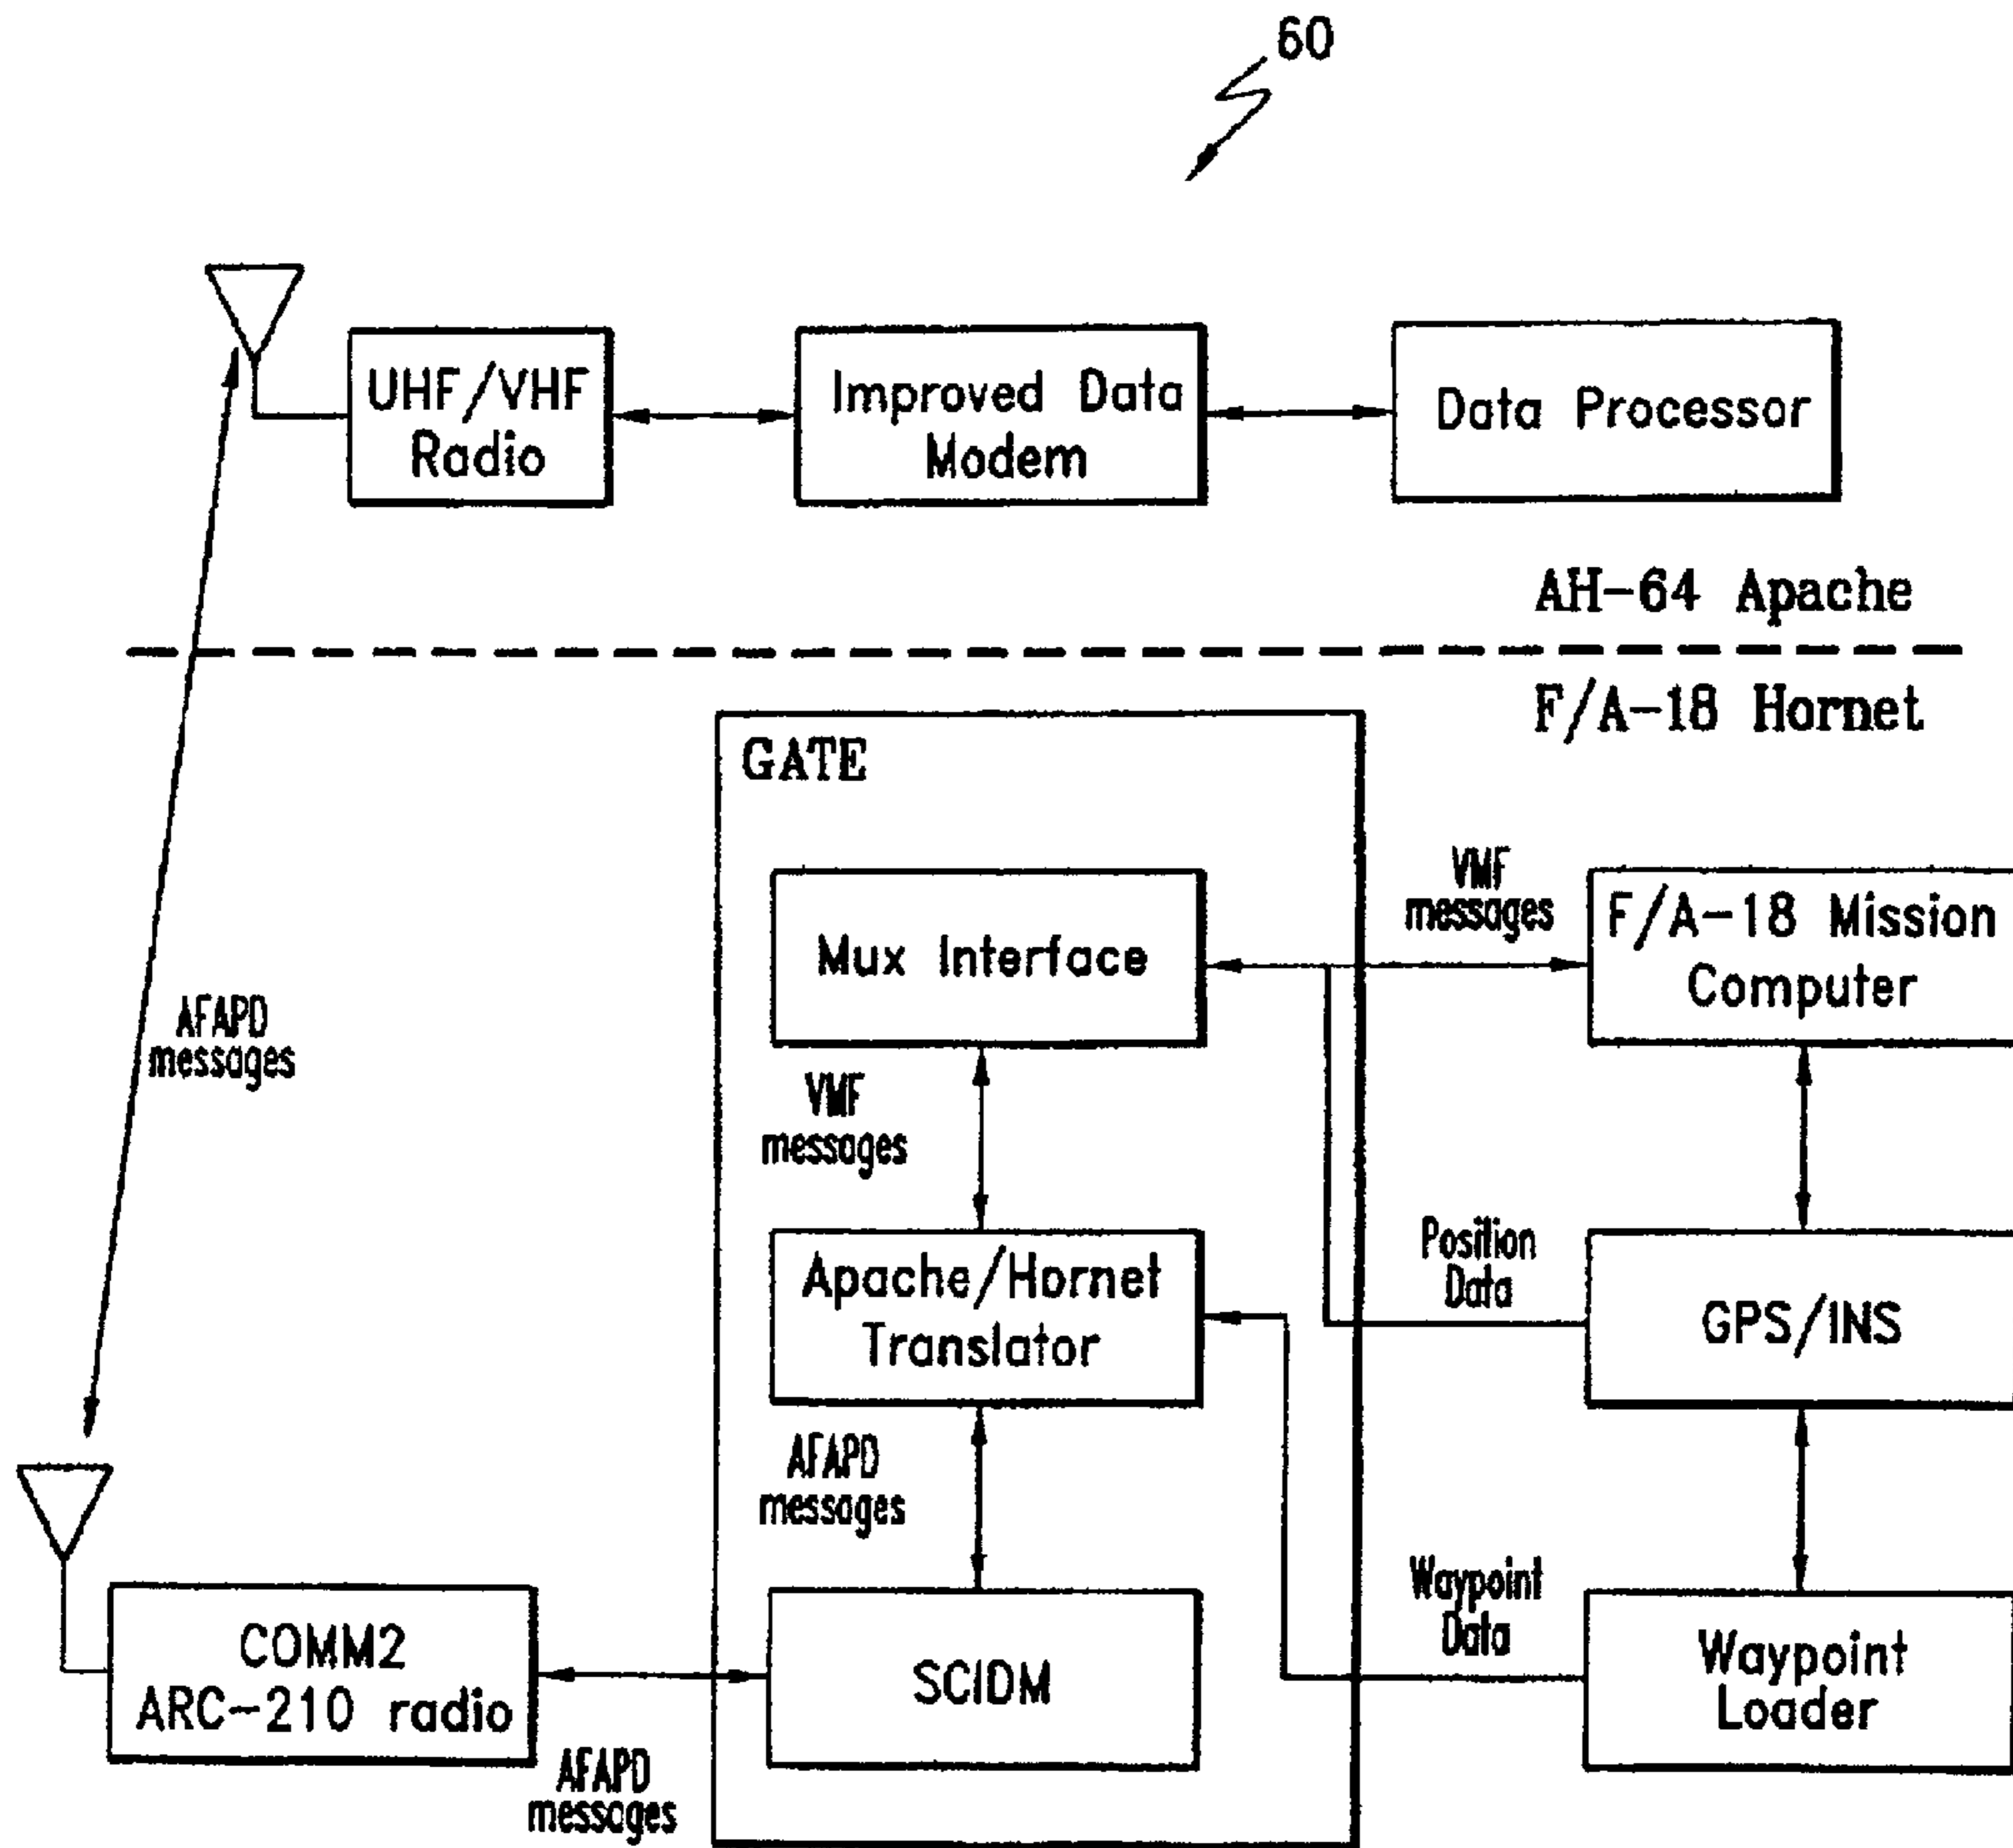 60
UHF/VHF
Radio
Improved Data
Modem
Data Processor
AH-64 Apache
F/A-18 Hornet
GATE
Mux Interface
VMF
messages
F/A-18 Mission
Computer
AFAPD
messages
VMF
messages
Apache/Hornet
Translator
Position
Data
GPS/INS
AFAPD
messages
COMM2
ARC-210 radio
SCIDM
Waypoint
Data
Waypoint
Loader
AFAPD
messages